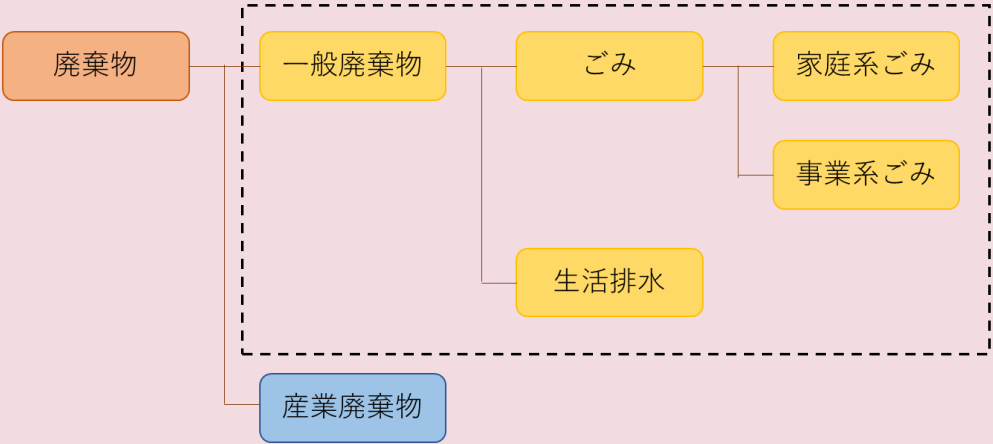 廃棄物
一般廃棄物
ごみ
家庭系ごみ
事業系ごみ
生活排水
産業廃棄物